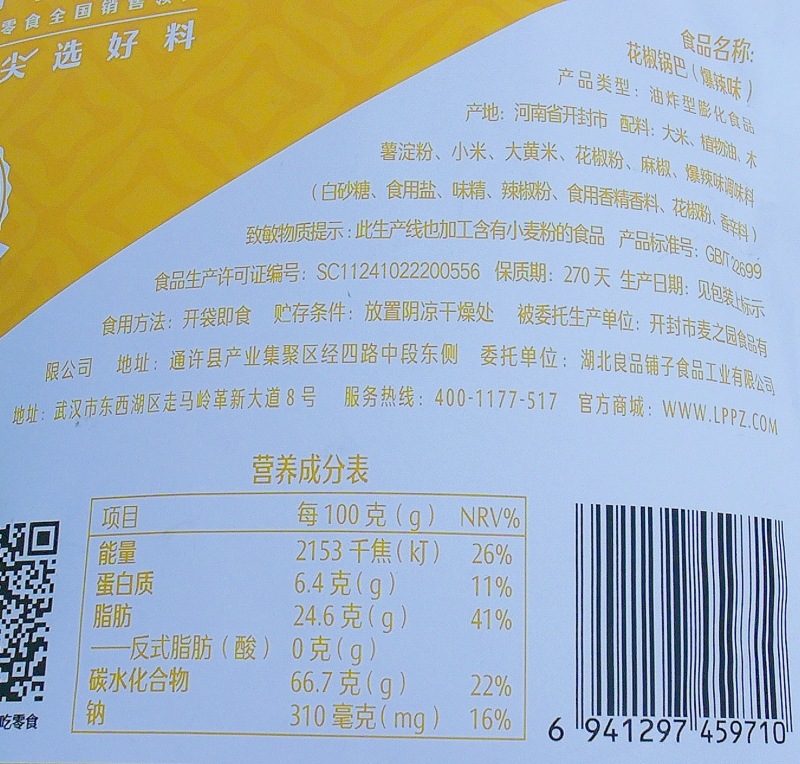 零食全国销售
尖选好料
食品名称:
花椒锅巴（爆辣味）
产品类型：油炸型膨化食品
产地：河南省开封市 配料：大米、植物油、木
薯淀粉、小米、大黄米、花椒粉、麻椒、爆辣味调味料
（白砂糖、食用盐、味精、辣椒粉、食用香精香料、花椒粉、香辛料）
致敏物质提示：此生产线也加工含有小麦粉的食品 产品标准号：GB/T 22699
食品生产许可证编号：SC11241022200556 保质期：270天 生产日期：见包装上标示
食用方法：开袋即食 贮存条件：放置阴凉干燥处 被委托生产单位：开封市麦之园食品有
限公司 地址：通许县产业集聚区经四路中段东侧 委托单位：湖北良品铺子食品工业有限公司
地址：武汉市东西湖区走马岭革新大道8号 服务热线：400-1177-517 官方商城：WWW.LPPZ.COM
营养成分表
项目 每100克(g) NRV%
能量 2153千焦(kJ) 26%
蛋白质 6.4克(g) 11%
脂肪 24.6克(g) 41%
——反式脂肪（酸） 0克(g)
碳水化合物 66.7克(g) 22%
钠 310毫克(mg) 16%
吃零食
6 941297 459710